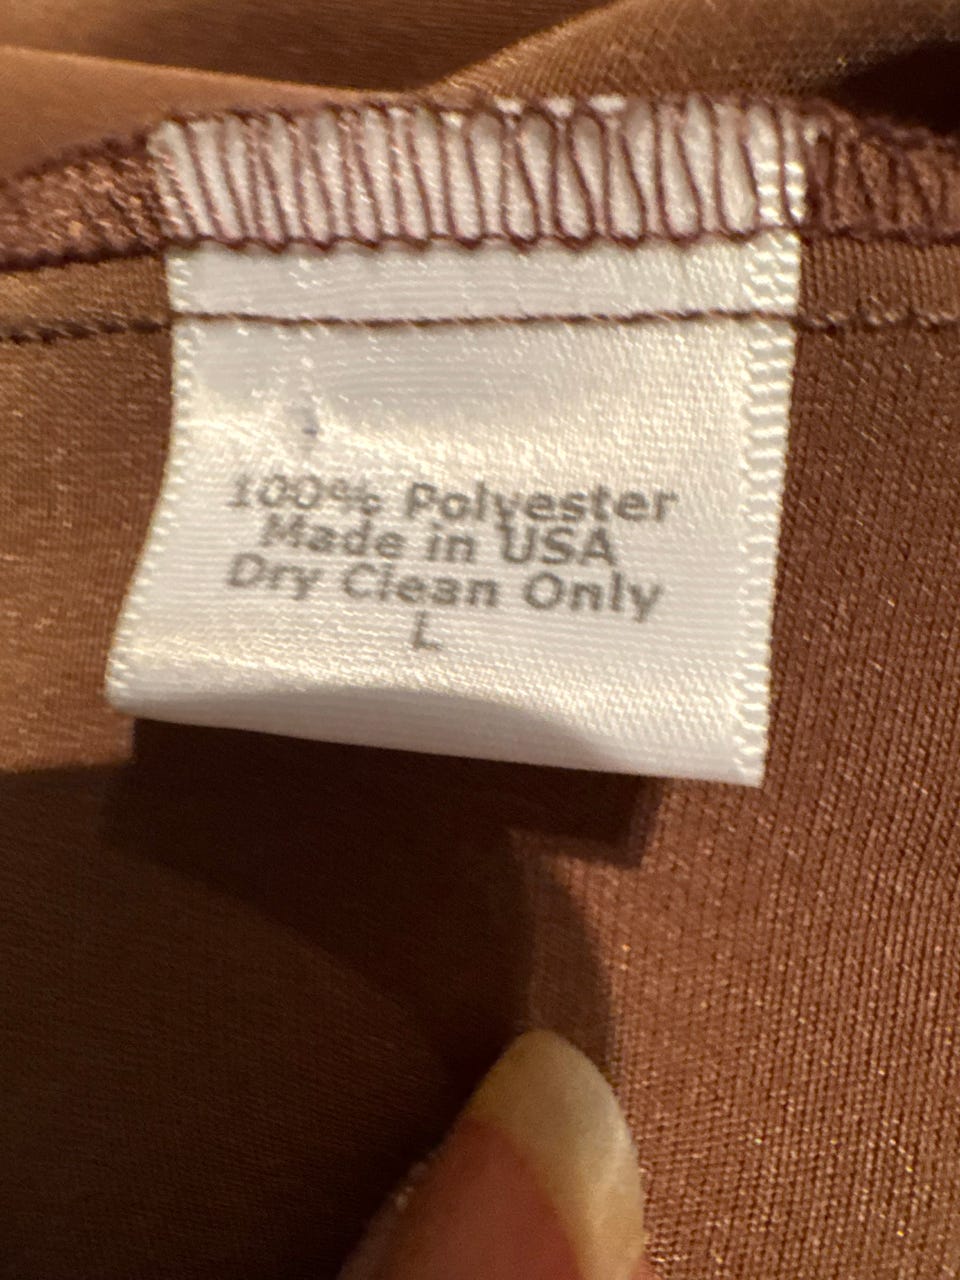 100% Polyester
Made in USA
Dry Clean Only
L